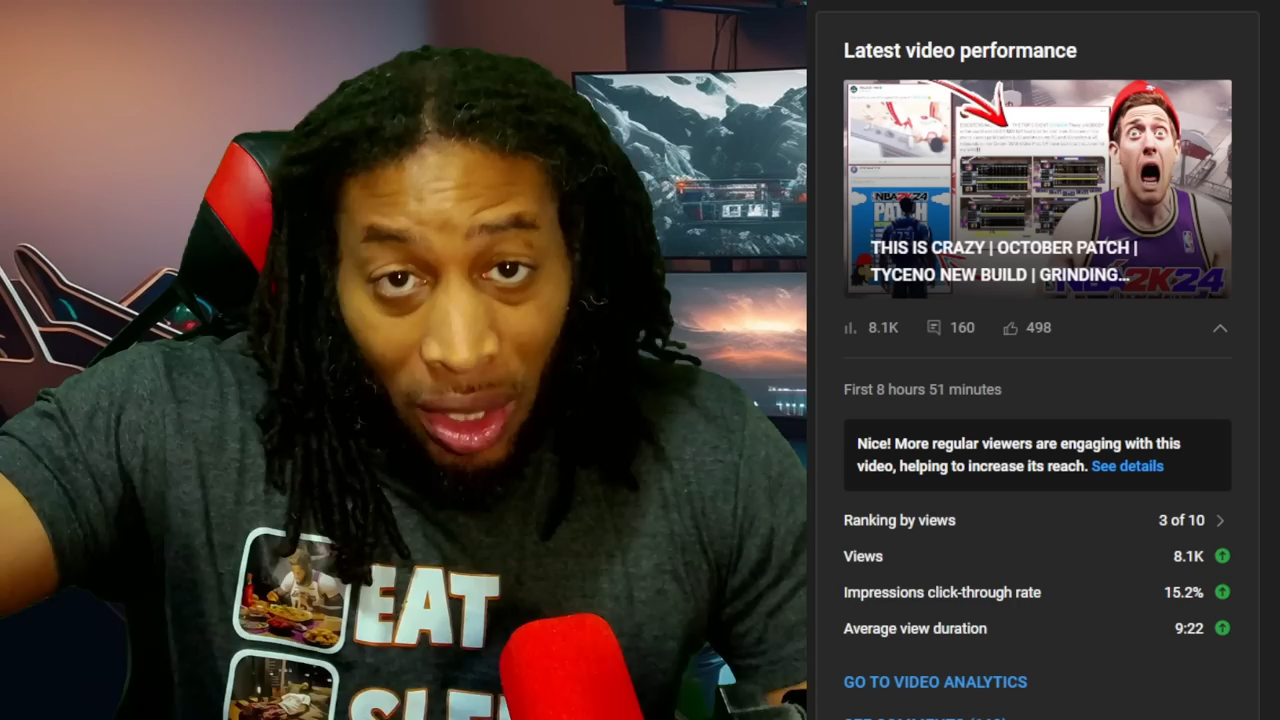 EAT
SLE
Latest video performance
NBA2K24
PATCH
THIS IS CRAZY | OCTOBER PATCH |
TYCENO NEW BUILD | GRINDING...
NBA2K24
8.1K 160 498
First 8 hours 51 minutes
Nice! More regular viewers are engaging with this
video, helping to increase its reach. See details
Ranking by views 3 of 10
Views 8.1K
Impressions click-through rate 15.2%
Average view duration 9:22
GO TO VIDEO ANALYTICS